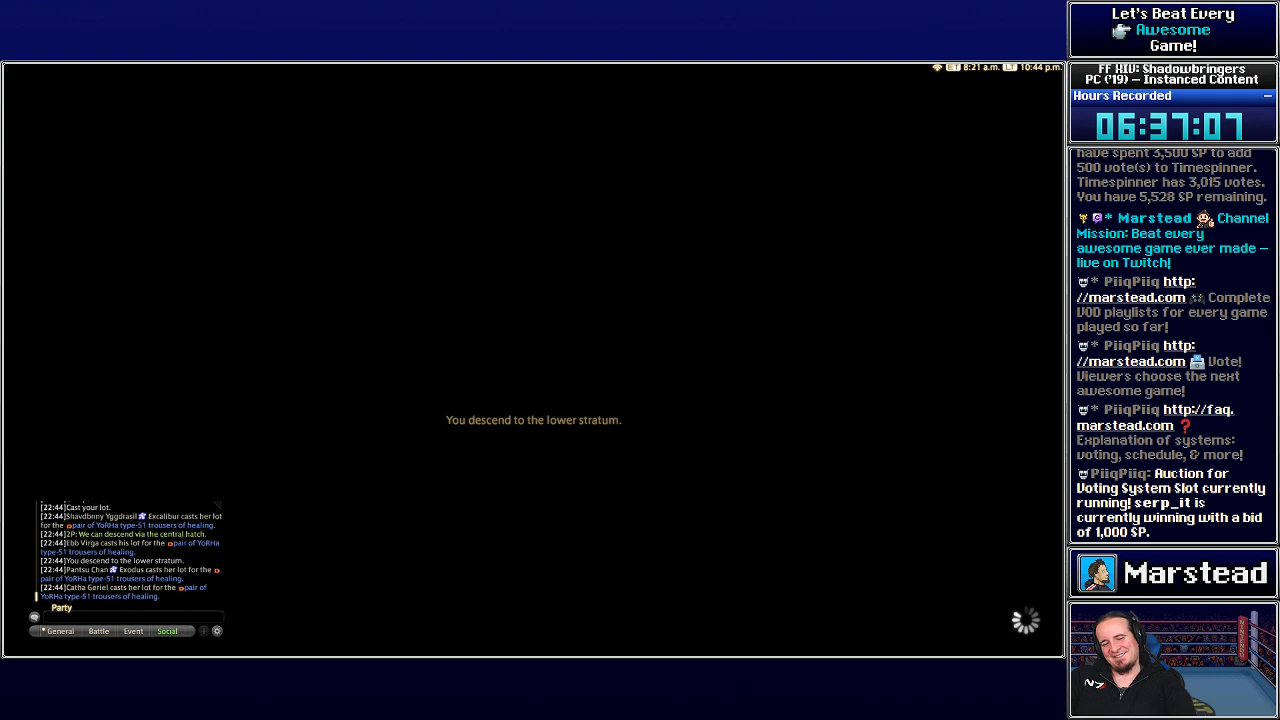 Let's Beat Every
Awesome
Game!
FF XIV: Shadowbringers
PC ('19) – Instanced Content
Hours Recorded
06:37:07
ET 8:21 a.m. LT 10:44 p.m.
have spent 3,500 SP to add
500 vote(s) to Timespinner.
Timespinner has 3,015 votes.
You have 5,528 SP remaining.
* Marstead Channel
Mission: Beat every
awesome game ever made –
live on Twitch!
* PiiqPiiq http:
//marstead.com Complete
VOD playlists for every game
played so far!
* PiiqPiiq http:
//marstead.com Vote!
Viewers choose the next
awesome game!
* PiiqPiiq http://faq.
marstead.com ❓
Explanation of systems:
voting, schedule, & more!
PiiqPiiq: Auction for
Voting System Slot currently
running! serp_it is
currently winning with a bid
of 1,000 SP.
Marstead
You descend to the lower stratum.
[22:44]Cast your lot.
[22:44]Shavdbnny Yggdrasil Excalibur casts her lot
for the pair of YoRHa type-51 trousers of healing.
[22:44]2P: We can descend via the central hatch.
[22:44]Ebb Virga casts his lot for the pair of YoRHa
type-51 trousers of healing.
[22:44]You descend to the lower stratum.
[22:44]Pantsu Chan Exodus casts her lot for the
pair of YoRHa type-51 trousers of healing.
[22:44]Catha Geriel casts her lot for the pair of
YoRHa type-51 trousers of healing.
Party
General Battle Event Social
NINTENDO
N7